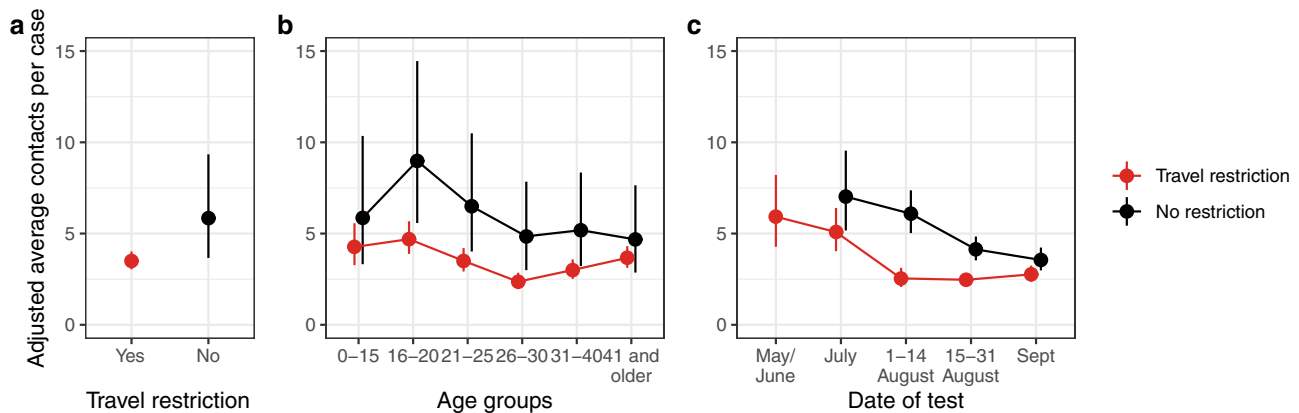 a
b
c
Adjusted average contacts per case
15
10
5
0
Yes
No
Travel restriction
15
10
5
0
0–15
16–20
21–25
26–30
31–40
41 and
older
Age groups
15
10
5
0
May/
June
July
1–14
August
15–31
August
Sept
Date of test
Travel restriction
No restriction